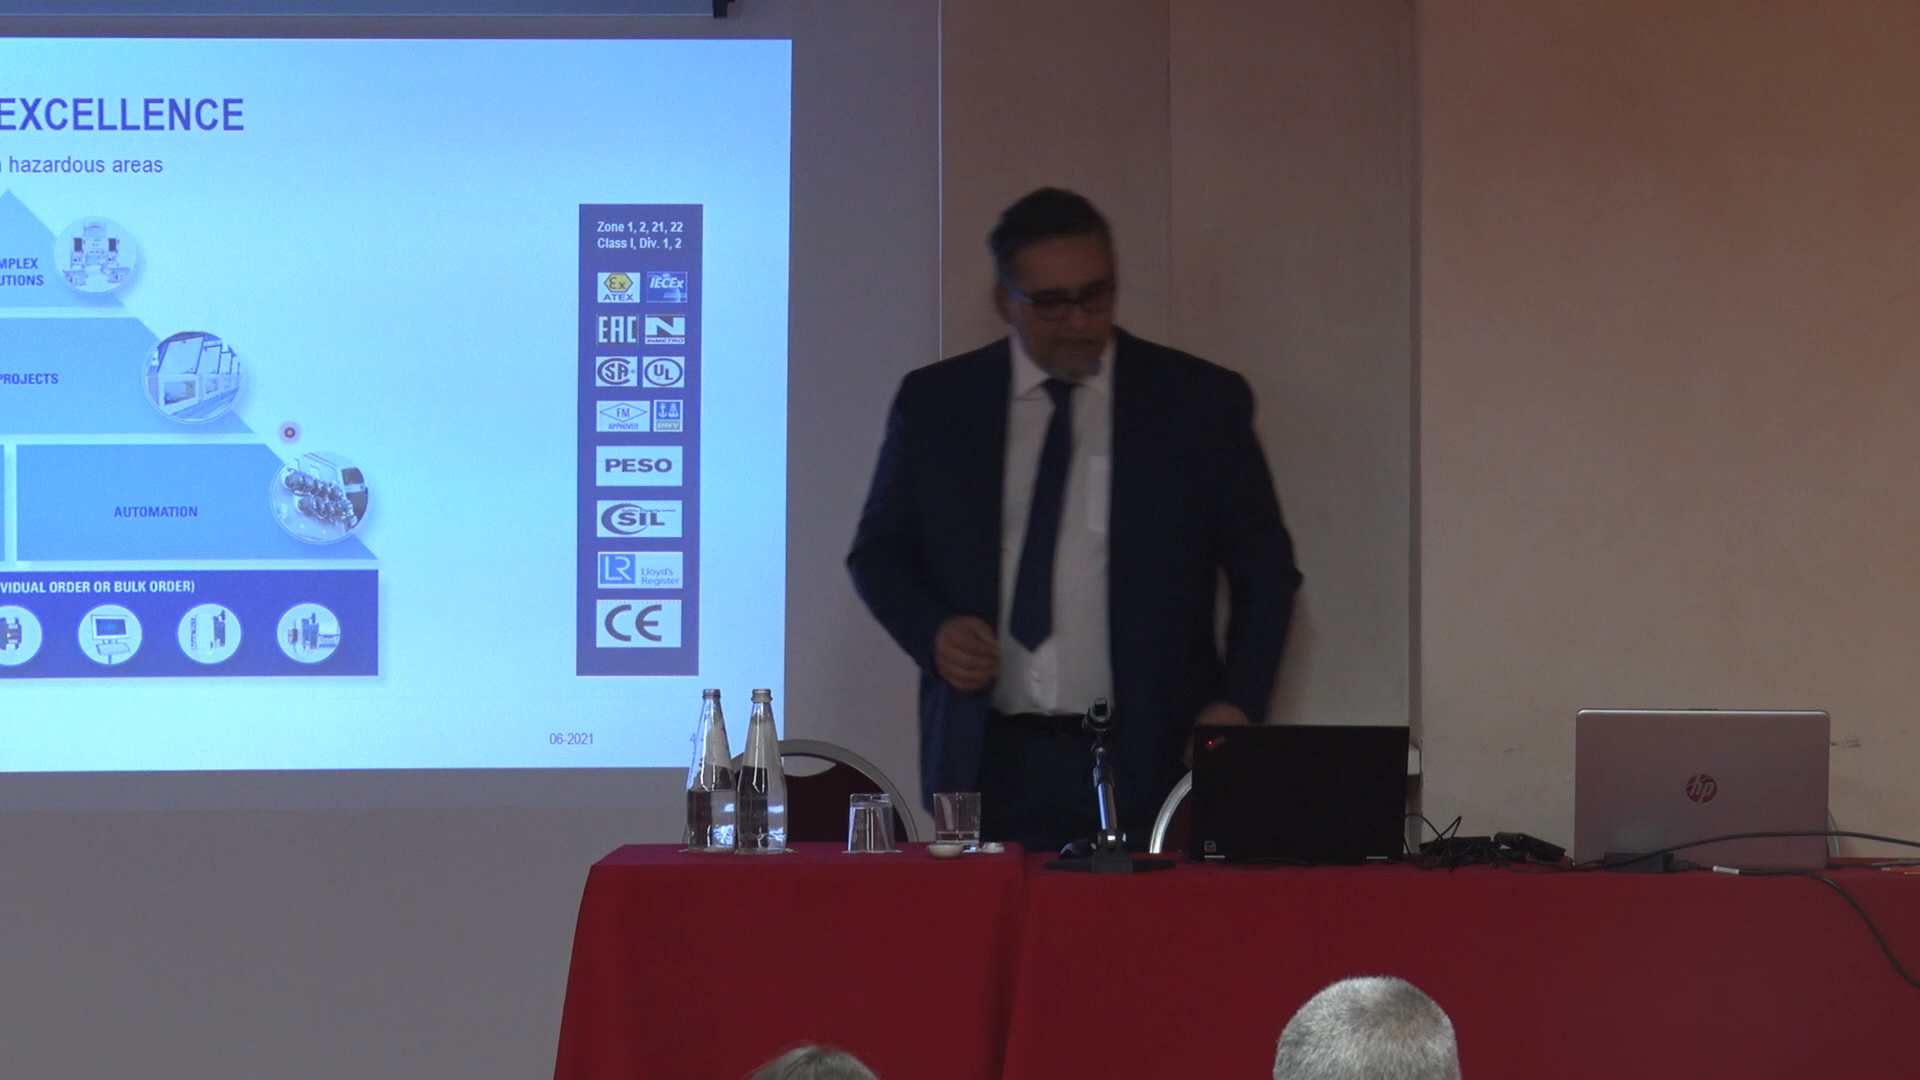 EXCELLENCE
hazardous areas
MPLEX
UTIONS
PROJECTS
AUTOMATION
VIDUAL ORDER OR BULK ORDER)
Zone 1, 2, 21, 22
Class I, Div. 1, 2
Ex
ATEX
IECEx
EAC
N
INMETRO
SA
UL
FM
APPROVED
DNV
PESO
SIL
LR
Lloyd's
Register
CE
06-2021
4
hp